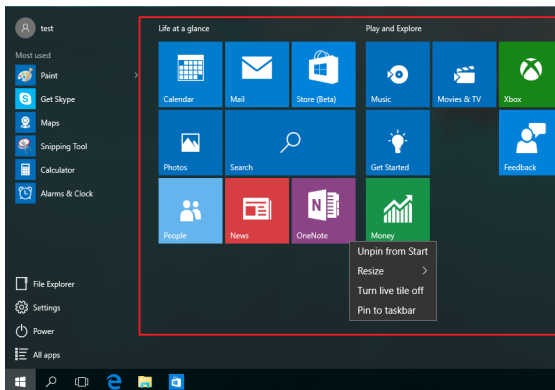 test
Most used
Paint
Get Skype
Maps
Snipping Tool
Calculator
Alarms & Clock
File Explorer
Settings
Power
All apps
Life at a glance
Calendar
Mail
Store (Beta)
Photos
Search
People
News
OneNote
Play and Explore
Music
Movies & TV
Xbox
Get Started
Feedback
Money
Unpin from Start
Resize
Turn live tile off
Pin to taskbar